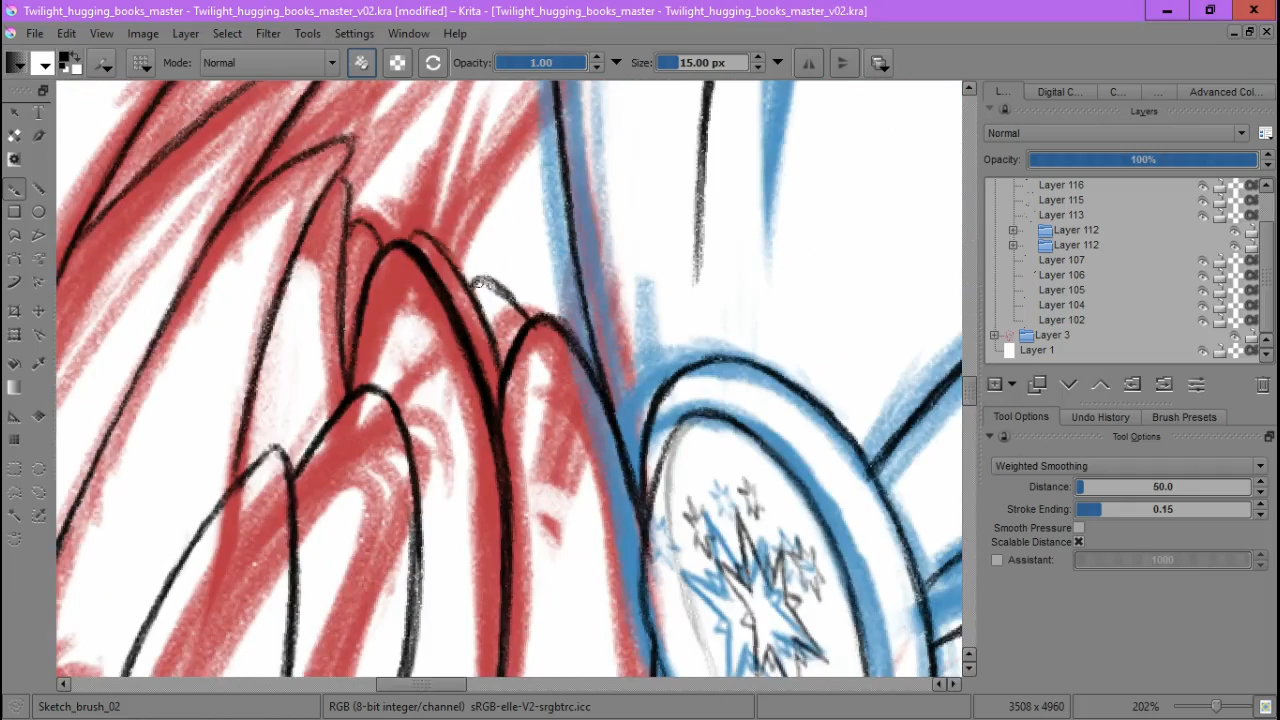 Twilight_hugging_books_master - Twilight_hugging_books_master_v02.kra [modified] – Krita - [Twilight_hugging_books_master - Twilight_hugging_books_master_v02.kra]
File Edit View Image Layer Select Filter Tools Settings Window Help
Mode: Normal Opacity: 1.00 Size: 15.00 px
L... Digital C... C... ... Advanced Col...
Layers
Normal
Opacity: 100%
Layer 116
Layer 115
Layer 113
Layer 112
Layer 112
Layer 107
Layer 106
Layer 105
Layer 104
Layer 102
Layer 3
Layer 1
Tool Options Undo History Brush Presets
Tool Options
Weighted Smoothing
Distance: 50.0
Stroke Ending: 0.15
Smooth Pressure
Scalable Distance
Assistant: 1000
Sketch_brush_02 RGB (8-bit integer/channel) sRGB-elle-V2-srgbtrc.icc 3508 x 4960 202%